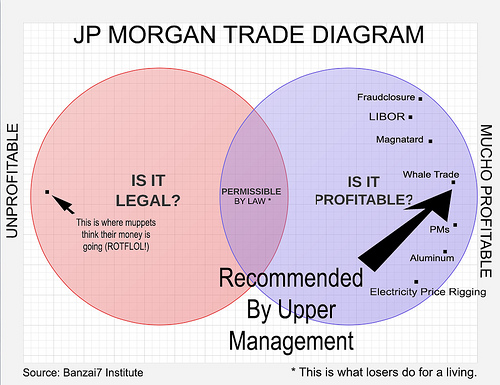 JP MORGAN TRADE DIAGRAM
UNPROFITABLE
MUCHO PROFITABLE
IS IT
LEGAL?
This is where muppets
think their money is
going (ROTFLOL!)
PERMISSIBLE
BY LAW *
IS IT
PROFITABLE?
Fraudclosure
LIBOR
Magnatard
Whale Trade
PMs
Aluminum
Electricity Price Rigging
Recommended
By Upper
Management
Source: Banzai7 Institute
* This is what losers do for a living.